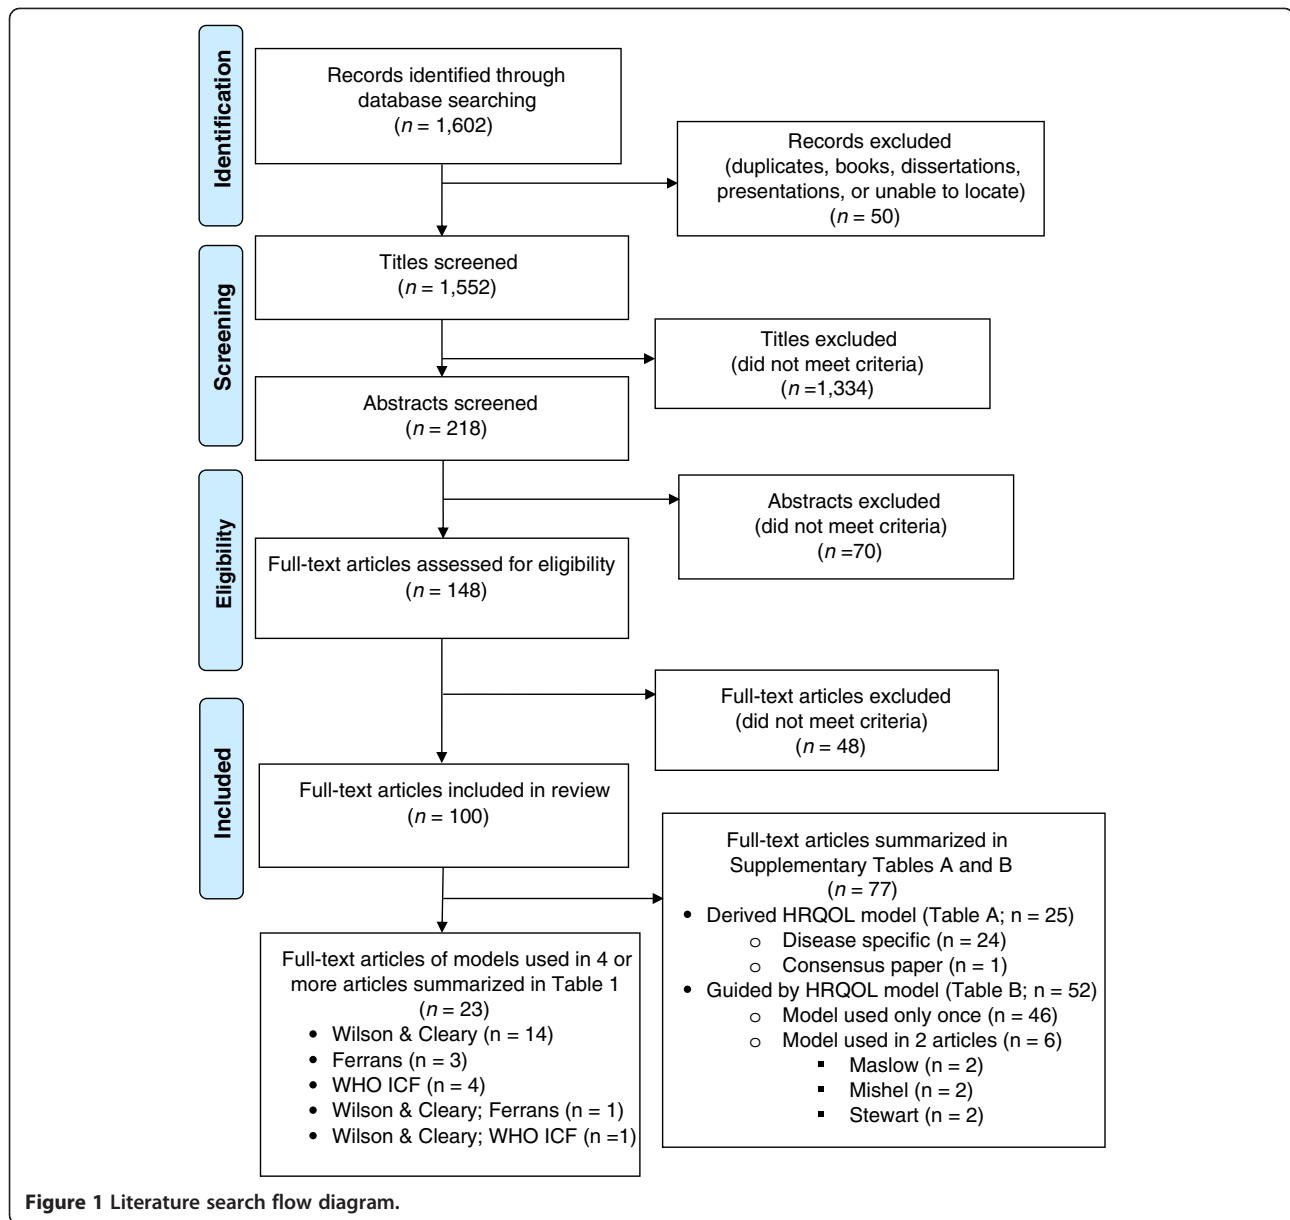 Identification
Records identified through
database searching
(n = 1,602)
Records excluded
(duplicates, books, dissertations,
presentations, or unable to locate)
(n = 50)
Screening
Titles screened
(n = 1,552)
Titles excluded
(did not meet criteria)
(n =1,334)
Abstracts screened
(n = 218)
Eligibility
Abstracts excluded
(did not meet criteria)
(n =70)
Full-text articles assessed for eligibility
(n = 148)
Full-text articles excluded
(did not meet criteria)
(n = 48)
Included
Full-text articles included in review
(n = 100)
Full-text articles summarized in
Supplementary Tables A and B
(n = 77)
• Derived HRQOL model (Table A; n = 25)
o Disease specific (n = 24)
o Consensus paper (n = 1)
• Guided by HRQOL model (Table B; n = 52)
o Model used only once (n = 46)
o Model used in 2 articles (n = 6)
▪ Maslow (n = 2)
▪ Mishel (n = 2)
▪ Stewart (n = 2)
Full-text articles of models used in 4 or
more articles summarized in Table 1
(n = 23)
• Wilson & Cleary (n = 14)
• Ferrans (n = 3)
• WHO ICF (n = 4)
• Wilson & Cleary; Ferrans (n = 1)
• Wilson & Cleary; WHO ICF (n =1)
Figure 1 Literature search flow diagram.